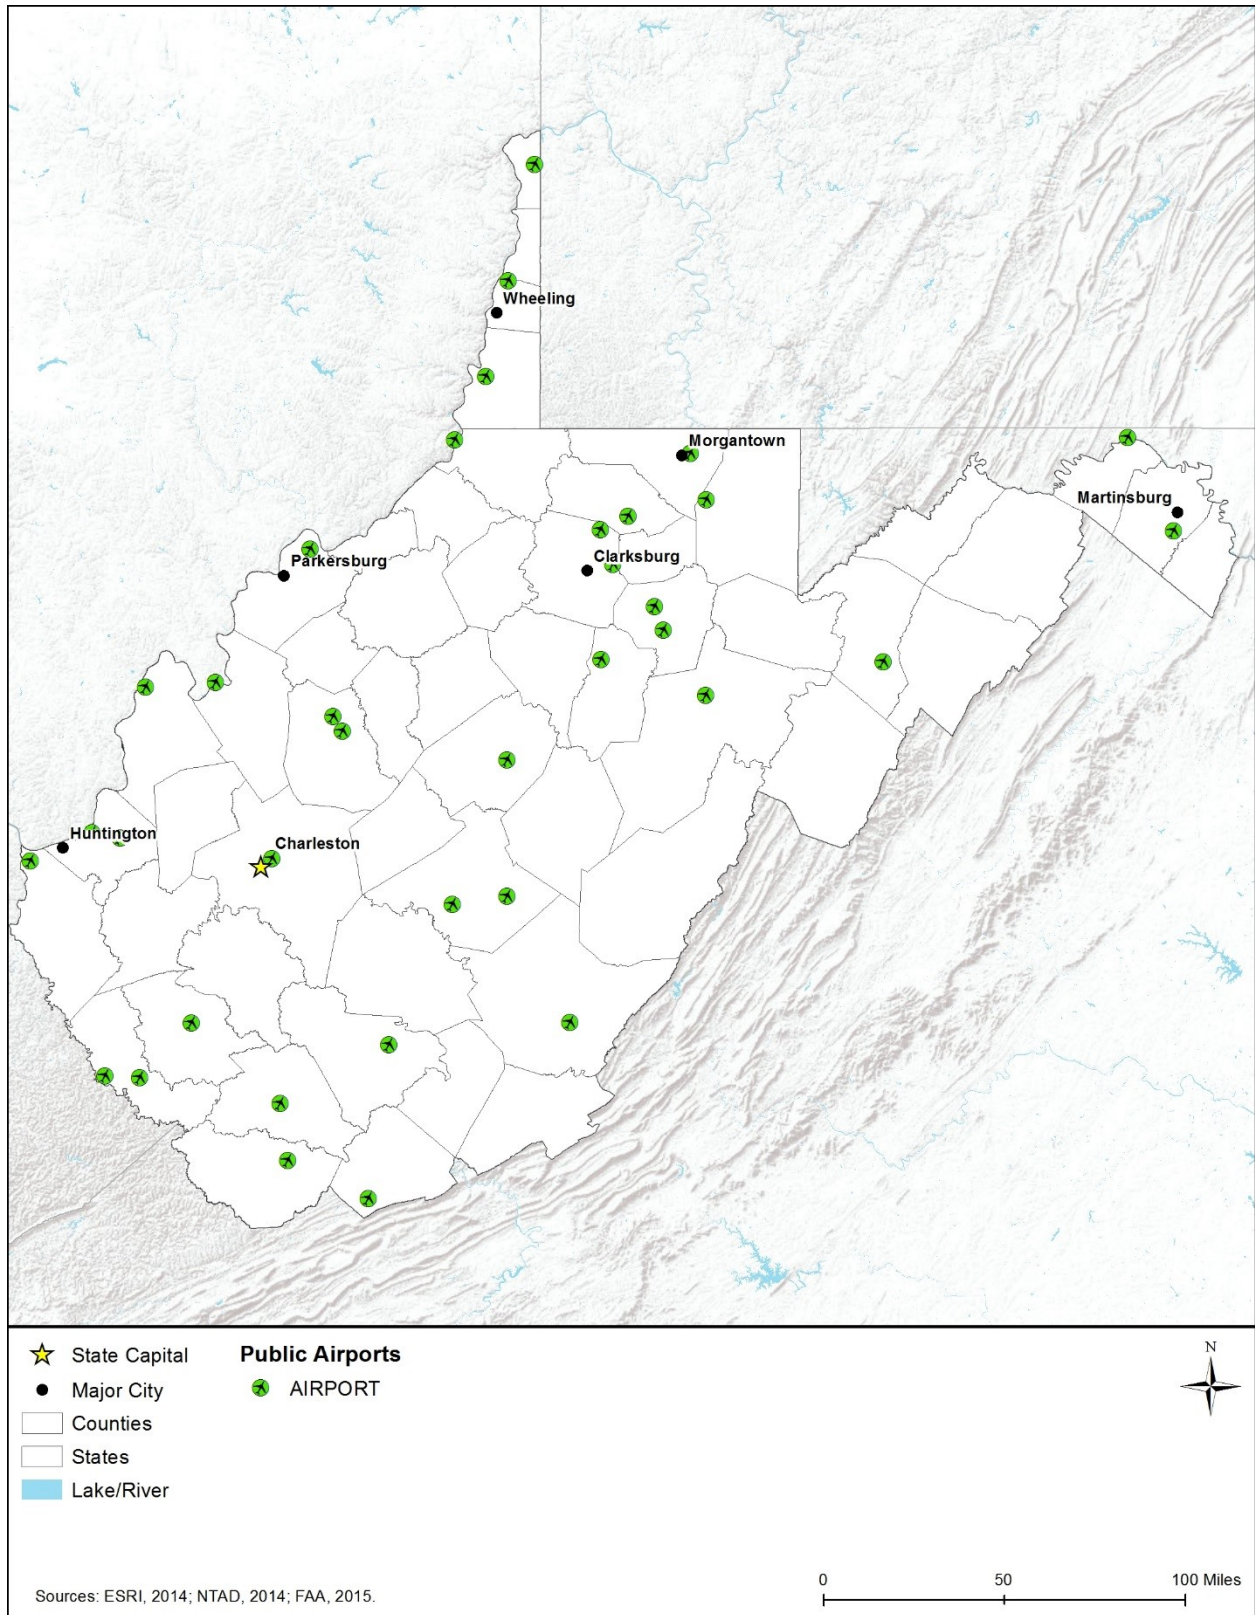 Wheeling
Morgantown
Martinsburg
Parkersburg
Clarksburg
Huntington
Charleston
State Capital
Public Airports
N
Major City
AIRPORT
Counties
States
Lake/River
Sources: ESRI, 2014; NTAD, 2014; FAA, 2015.
0 50 100 Miles